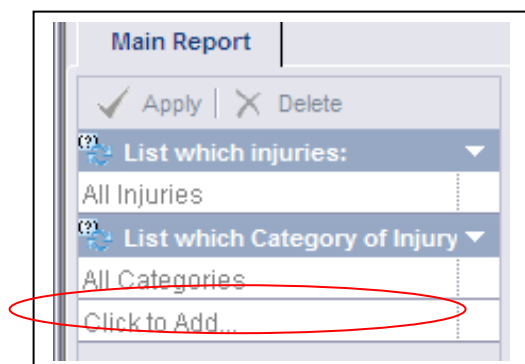 Main Report
Apply | Delete
(?) List which injuries:
All Injuries
(?) List which Category of Injury
All Categories
Click to Add...